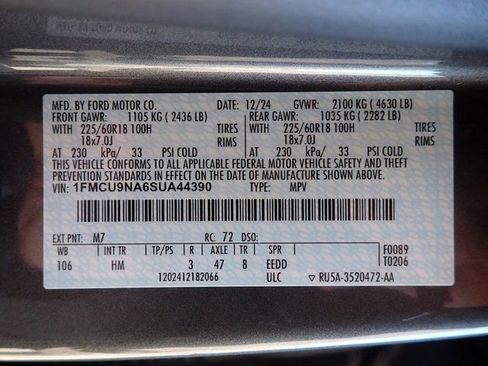 MFD. BY FORD MOTOR CO. 12/24 GVWR: 2100 KG ( 4630 LB)
FRONT GAWR: 1105 KG ( 2436 LB) REAR GAWR: 1035 KG ( 2282 LB)
WITH 225/60R18 100H TIRES WITH 225/60R18 100H TIRES
18x7.0J 18x7.0J
AT 230 kPa/ 33 PSI COLD AT 230 kPa/ 33 PSI COLD
THIS VEHICLE CONFORMS TO ALL APPLICABLE FEDERAL MOTOR VEHICLE SAFETY AND THEFT
PREVENTION STANDARDS IN EFFECT ON THE DATE OF MANUFACTURE SHOWN ABOVE.
VIN: 1FMCU9NA6SUA44390 TYPE: MPV
EXT PNT: M7 RC: 72 F0089
WB INT TR TP/PS R AXLE TR SPR T0206
106 HM 3 47 8 EEDD
1202412182066 ULC RU5A-3520472-AA